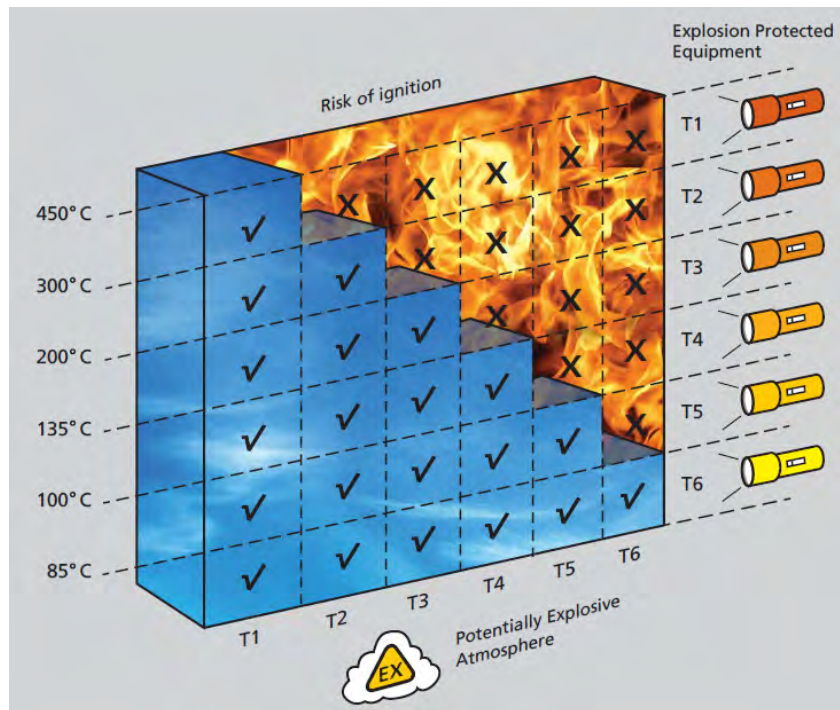 Explosion Protected
Equipment
Risk of ignition
T1
T2
T3
T4
T5
T6
450°C
300°C
200°C
135°C
100°C
85°C
T1
T2
T3
T4
T5
T6
EX
Potentially Explosive
Atmosphere